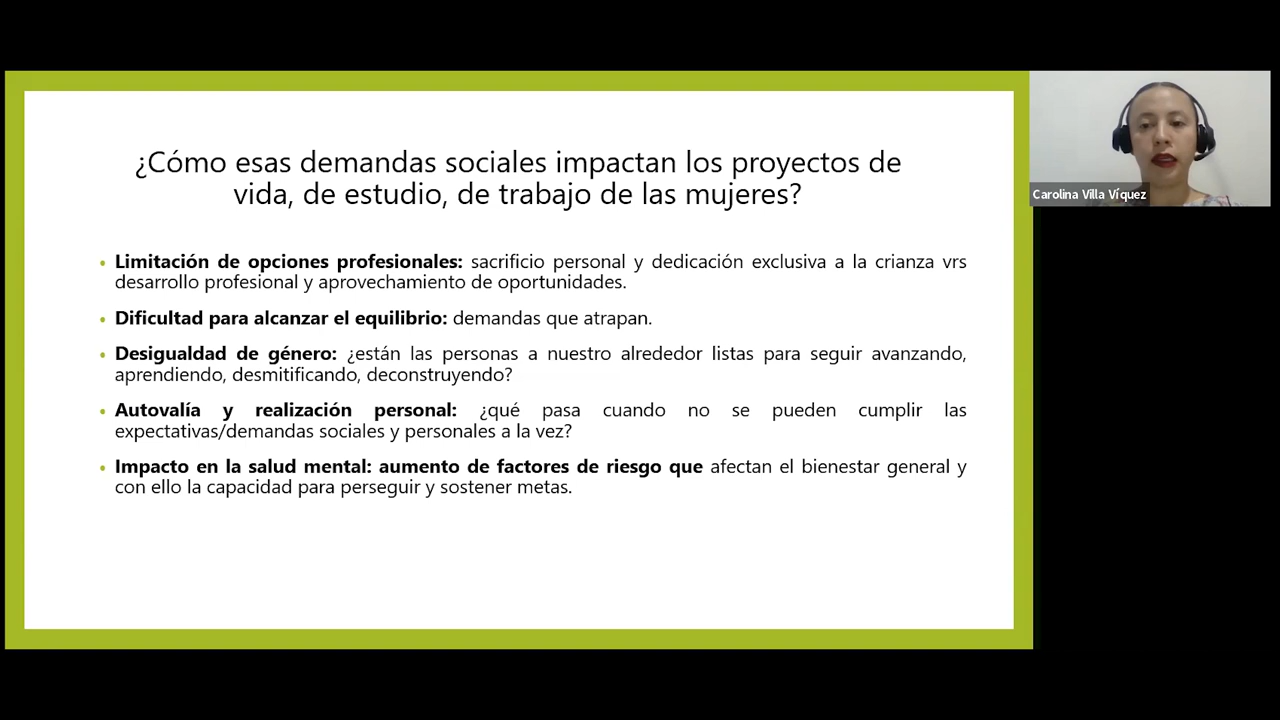 ¿Cómo esas demandas sociales impactan los proyectos de
vida, de estudio, de trabajo de las mujeres?
• Limitación de opciones profesionales: sacrificio personal y dedicación exclusiva a la crianza vrs
desarrollo profesional y aprovechamiento de oportunidades.
• Dificultad para alcanzar el equilibrio: demandas que atrapan.
• Desigualdad de género: ¿están las personas a nuestro alrededor listas para seguir avanzando,
aprendiendo, desmitificando, deconstruyendo?
• Autovalía y realización personal: ¿qué pasa cuando no se pueden cumplir las
expectativas/demandas sociales y personales a la vez?
• Impacto en la salud mental: aumento de factores de riesgo que afectan el bienestar general y
con ello la capacidad para perseguir y sostener metas.
Carolina Villa Víquez